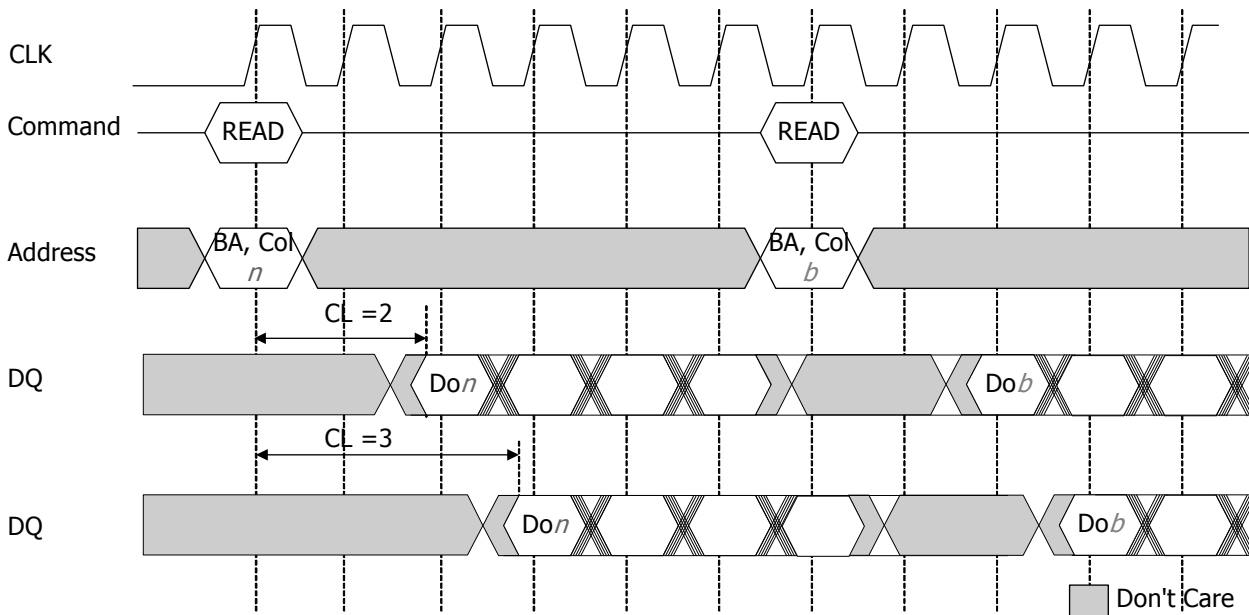 CLK
Command
READ
READ
Address
BA, Col
n
BA, Col
b
CL =2
DQ
Don
Dob
CL =3
DQ
Don
Dob
Don't Care